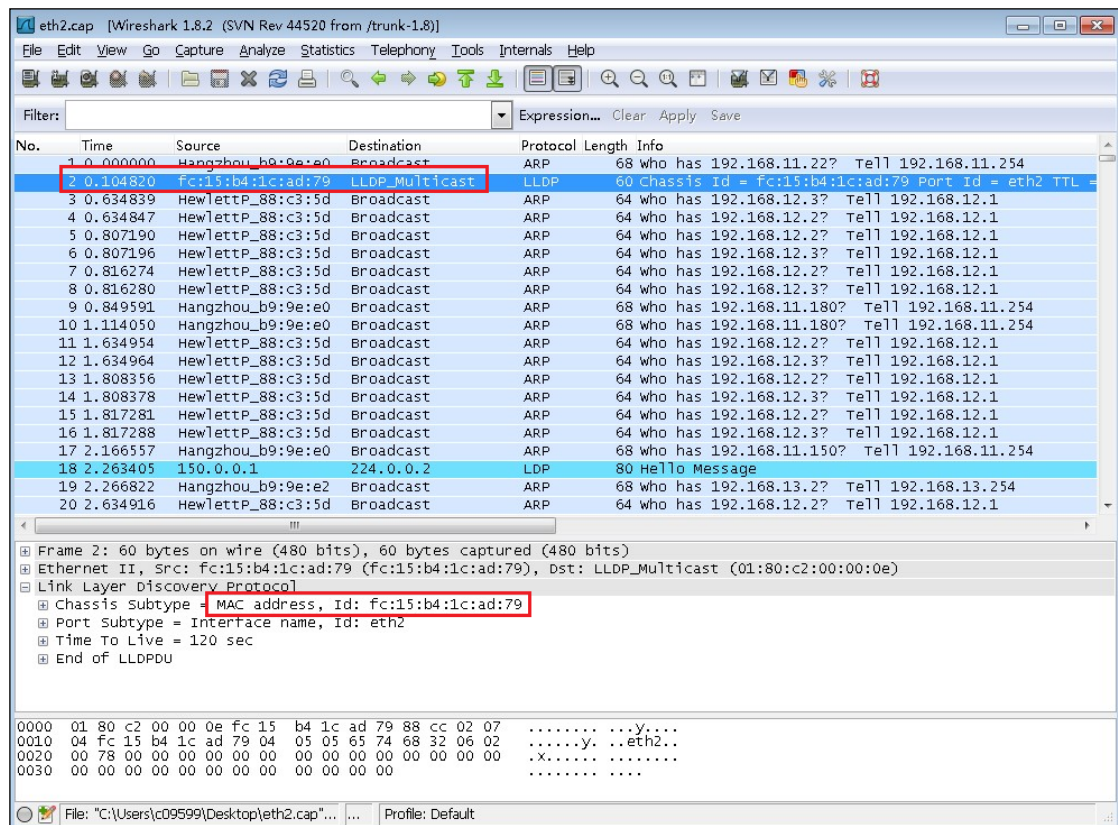 eth2.cap [Wireshark 1.8.2 (SVN Rev 44520 from /trunk-1.8)]
File Edit View Go Capture Analyze Statistics Telephony Tools Internals Help
Filter: Expression... Clear Apply Save
No. Time Source Destination Protocol Length Info
1 0.000000 Hangzhou_b9:9e:e0 Broadcast ARP 68 Who has 192.168.11.22? Tell 192.168.11.254
2 0.104820 fc:15:b4:1c:ad:79 LLDP_Multicast LLDP 60 Chassis Id = fc:15:b4:1c:ad:79 Port Id = eth2 TTL =
3 0.634839 HewlettP_88:c3:5d Broadcast ARP 64 Who has 192.168.12.3? Tell 192.168.12.1
4 0.634847 HewlettP_88:c3:5d Broadcast ARP 64 Who has 192.168.12.2? Tell 192.168.12.1
5 0.807190 HewlettP_88:c3:5d Broadcast ARP 64 Who has 192.168.12.2? Tell 192.168.12.1
6 0.807196 HewlettP_88:c3:5d Broadcast ARP 64 Who has 192.168.12.3? Tell 192.168.12.1
7 0.816274 HewlettP_88:c3:5d Broadcast ARP 64 Who has 192.168.12.2? Tell 192.168.12.1
8 0.816280 HewlettP_88:c3:5d Broadcast ARP 64 Who has 192.168.12.3? Tell 192.168.12.1
9 0.849591 Hangzhou_b9:9e:e0 Broadcast ARP 68 Who has 192.168.11.180? Tell 192.168.11.254
10 1.114050 Hangzhou_b9:9e:e0 Broadcast ARP 68 Who has 192.168.11.180? Tell 192.168.11.254
11 1.634954 HewlettP_88:c3:5d Broadcast ARP 64 Who has 192.168.12.2? Tell 192.168.12.1
12 1.634964 HewlettP_88:c3:5d Broadcast ARP 64 Who has 192.168.12.3? Tell 192.168.12.1
13 1.808356 HewlettP_88:c3:5d Broadcast ARP 64 Who has 192.168.12.2? Tell 192.168.12.1
14 1.808378 HewlettP_88:c3:5d Broadcast ARP 64 Who has 192.168.12.3? Tell 192.168.12.1
15 1.817281 HewlettP_88:c3:5d Broadcast ARP 64 Who has 192.168.12.2? Tell 192.168.12.1
16 1.817288 HewlettP_88:c3:5d Broadcast ARP 64 Who has 192.168.12.3? Tell 192.168.12.1
17 2.166557 Hangzhou_b9:9e:e0 Broadcast ARP 68 Who has 192.168.11.150? Tell 192.168.11.254
18 2.263405 150.0.0.1 224.0.0.2 LDP 80 Hello Message
19 2.266822 Hangzhou_b9:9e:e2 Broadcast ARP 68 Who has 192.168.13.2? Tell 192.168.13.254
20 2.634916 HewlettP_88:c3:5d Broadcast ARP 64 Who has 192.168.12.2? Tell 192.168.12.1
Frame 2: 60 bytes on wire (480 bits), 60 bytes captured (480 bits)
Ethernet II, Src: fc:15:b4:1c:ad:79 (fc:15:b4:1c:ad:79), Dst: LLDP_Multicast (01:80:c2:00:00:0e)
Link Layer Discovery Protocol
Chassis Subtype = MAC address, Id: fc:15:b4:1c:ad:79
Port Subtype = Interface name, Id: eth2
Time To Live = 120 sec
End of LLDPDU
0000 01 80 c2 00 00 0e fc 15 b4 1c ad 79 88 cc 02 07 ........ ...y....
0010 04 fc 15 b4 1c ad 79 04 05 05 65 74 68 32 06 02 ......y. ..eth2..
0020 00 78 00 00 00 00 00 00 00 00 00 00 00 00 00 00 .x...... ........
0030 00 00 00 00 00 00 00 00 00 00 00 00 ........ ....
File: "C:\Users\c09599\Desktop\eth2.cap"... ... Profile: Default